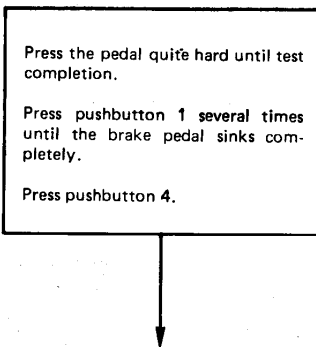 Press the pedal quite hard until test
completion.
Press pushbutton 1 several times
until the brake pedal sinks com-
pletely.
Press pushbutton 4.